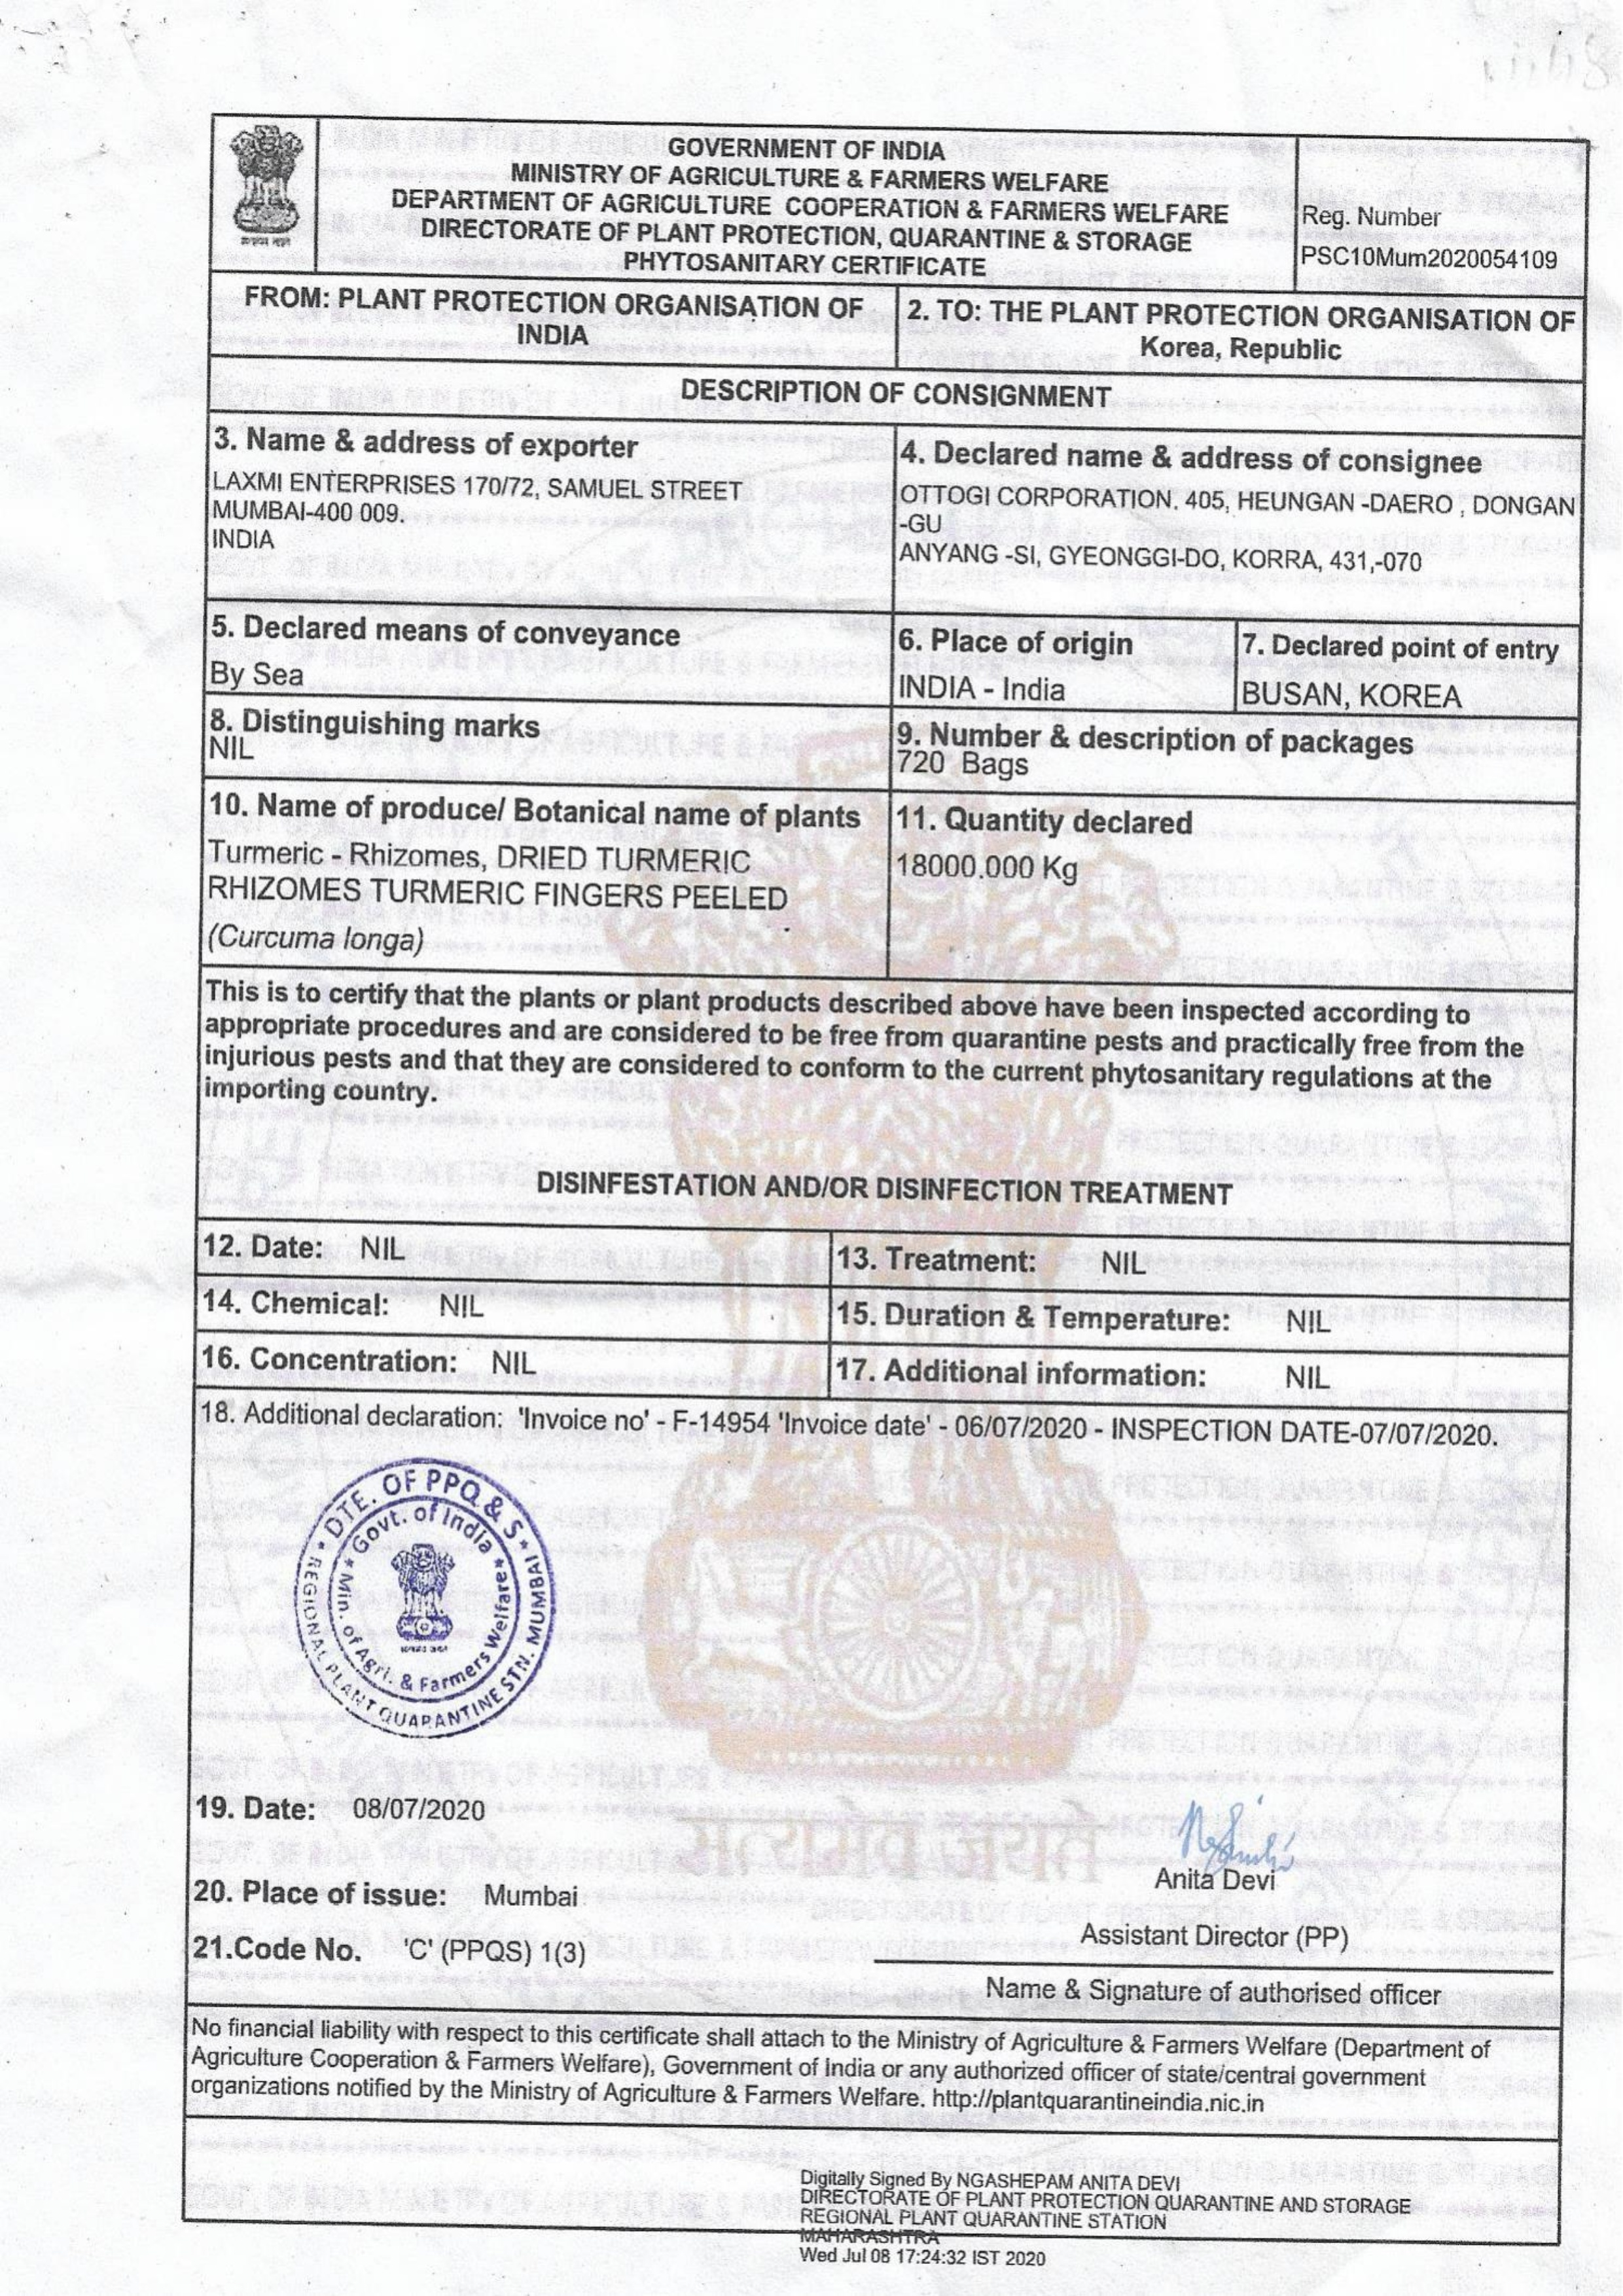 GOVERNMENT OF INDIA
MINISTRY OF AGRICULTURE & FARMERS WELFARE
DEPARTMENT OF AGRICULTURE COOPERATION & FARMERS WELFARE
DIRECTORATE OF PLANT PROTECTION, QUARANTINE & STORAGE
PHYTOSANITARY CERTIFICATE
Reg. Number
PSC10Mum2020054109
FROM: PLANT PROTECTION ORGANISATION OF
INDIA
2. TO: THE PLANT PROTECTION ORGANISATION OF
Korea, Republic
DESCRIPTION OF CONSIGNMENT
3. Name & address of exporter
LAXMI ENTERPRISES 170/72, SAMUEL STREET
MUMBAI-400 009.
INDIA
4. Declared name & address of consignee
OTTOGI CORPORATION. 405, HEUNGAN -DAERO , DONGAN
-GU
ANYANG -SI, GYEONGGI-DO, KORRA, 431,-070
5. Declared means of conveyance
By Sea
6. Place of origin
INDIA - India
7. Declared point of entry
BUSAN, KOREA
8. Distinguishing marks
NIL
9. Number & description of packages
720 Bags
10. Name of produce/ Botanical name of plants
Turmeric - Rhizomes, DRIED TURMERIC
RHIZOMES TURMERIC FINGERS PEELED
(Curcuma longa)
11. Quantity declared
18000.000 Kg
This is to certify that the plants or plant products described above have been inspected according to
appropriate procedures and are considered to be free from quarantine pests and practically free from the
injurious pests and that they are considered to conform to the current phytosanitary regulations at the
importing country.
DISINFESTATION AND/OR DISINFECTION TREATMENT
12. Date: NIL
13. Treatment: NIL
14. Chemical: NIL
15. Duration & Temperature: NIL
16. Concentration: NIL
17. Additional information: NIL
18. Additional declaration: 'Invoice no' - F-14954 'Invoice date' - 06/07/2020 - INSPECTION DATE-07/07/2020.
DTE. OF PPQ & S
REGIONAL PLANT QUARANTINE STN. MUMBAI
Govt. of India
Min. of Agri. & Farmers Welfare
19. Date: 08/07/2020
Anita Devi
20. Place of issue: Mumbai
Assistant Director (PP)
21.Code No. 'C' (PPQS) 1(3)
Name & Signature of authorised officer
No financial liability with respect to this certificate shall attach to the Ministry of Agriculture & Farmers Welfare (Department of
Agriculture Cooperation & Farmers Welfare), Government of India or any authorized officer of state/central government
organizations notified by the Ministry of Agriculture & Farmers Welfare. http://plantquarantineindia.nic.in
Digitally Signed By NGASHEPAM ANITA DEVI
DIRECTORATE OF PLANT PROTECTION QUARANTINE AND STORAGE
REGIONAL PLANT QUARANTINE STATION
MAHARASHTRA
Wed Jul 08 17:24:32 IST 2020